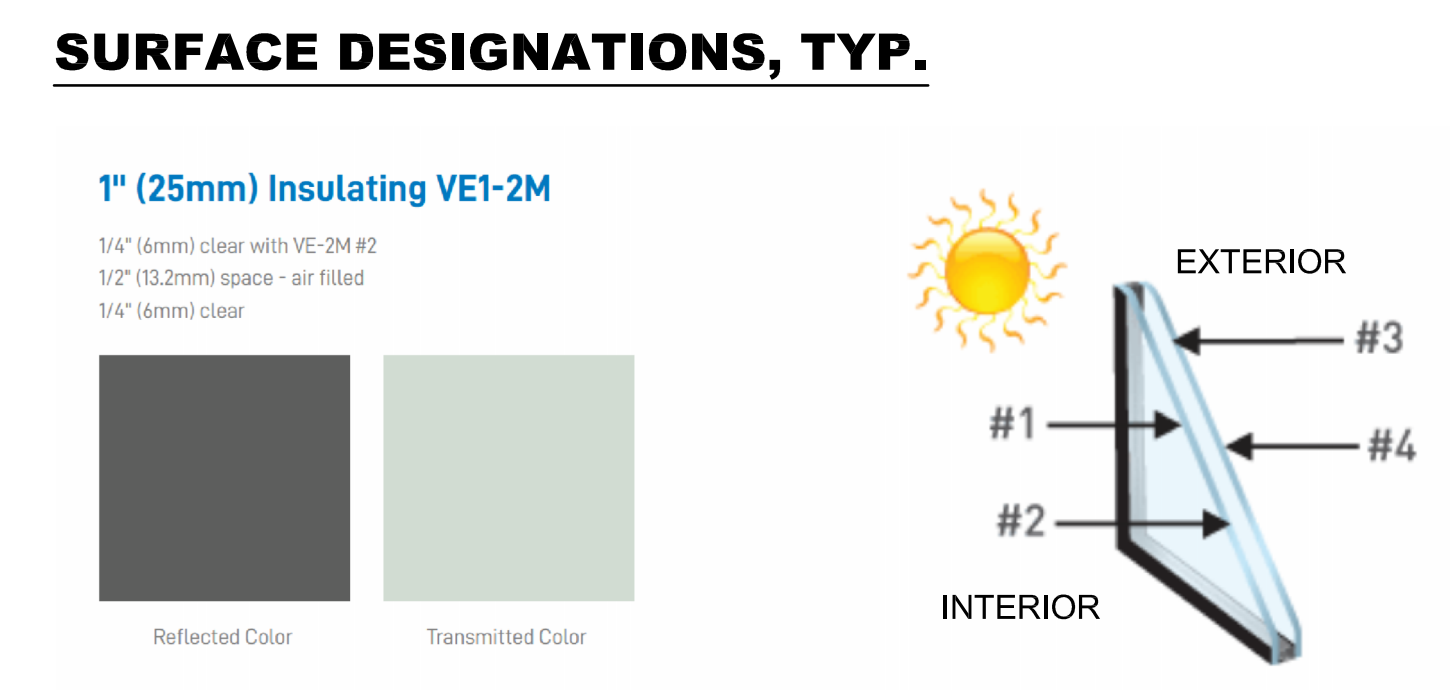 SURFACE DESIGNATIONS, TYP.
1" (25mm) Insulating VE1-2M
1/4" (6mm) clear with VE-2M #2
1/2" (13.2mm) space - air filled
1/4" (6mm) clear
Reflected Color
Transmitted Color
EXTERIOR
#3
#1
#4
#2
INTERIOR